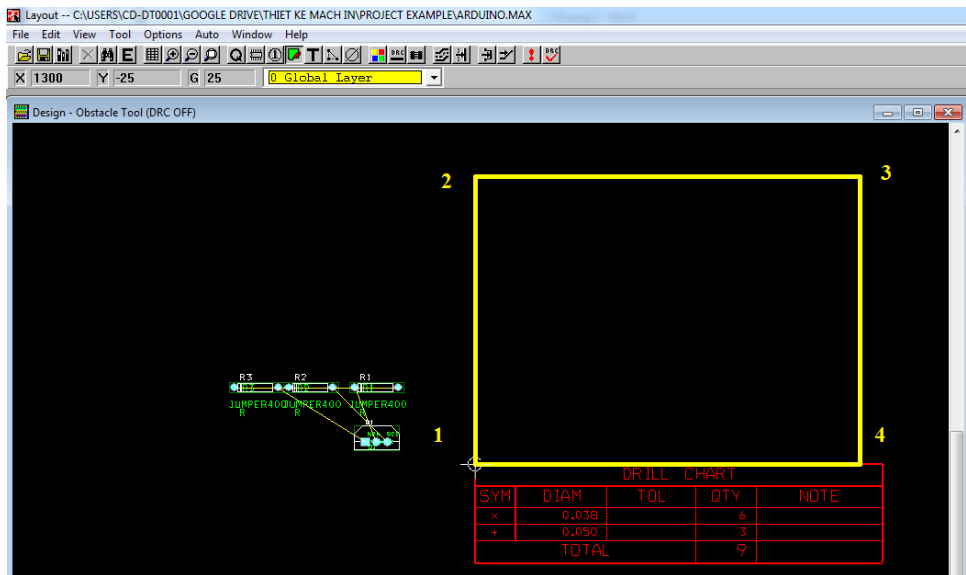 Layout -- C:\USERS\CD-DT0001\GOOGLE DRIVE\THIET KE MACH IN\PROJECT EXAMPLE\ARDUINO.MAX
File Edit View Tool Options Auto Window Help
X 1300 Y -25 G 25 0 Global Layer
Design - Obstacle Tool (DRC OFF)
2 3
R3 R2 R1
JUMPER400 JUMPER400 JUMPER400
R R
1 4
DRILL CHART
SYM DIAM TOL QTY NOTE
× 0.038 6
+ 0.050 3
TOTAL 9